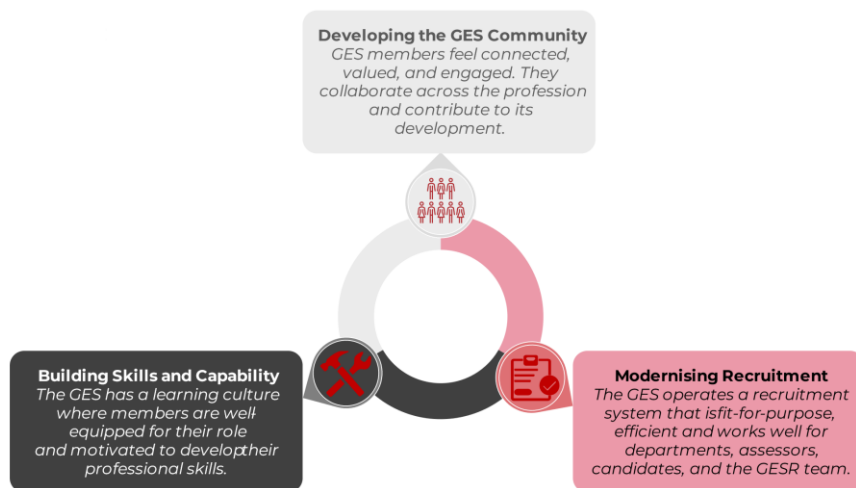 Developing the GES Community
GES members feel connected,
valued, and engaged. They
collaborate across the profession
and contribute to its
development.
Building Skills and Capability
The GES has a learning culture
where members are well-
equipped for their role
and motivated to develop their
professional skills.
Modernising Recruitment
The GES operates a recruitment
system that isfit-for-purpose,
efficient and works well for
departments, assessors,
candidates, and the GESR team.